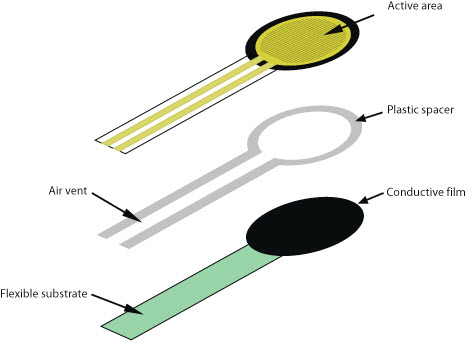 Active area
Plastic spacer
Air vent
Conductive film
Flexible substrate